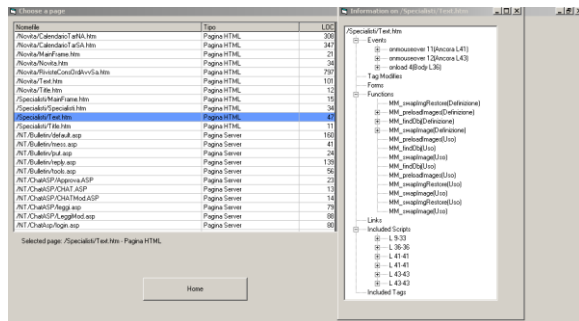 Choose a page
Nomefile Tipo LOC
/Novita/CalendarioTarNA.htm Pagina HTML 308
/Novita/CalendarioTarSA.htm Pagina HTML 347
/Novita/MainFrame.htm Pagina HTML 21
/Novita/Novita.htm Pagina HTML 34
/Novita/RivisteConsOrdAvvSa.htm Pagina HTML 797
/Novita/Text.htm Pagina HTML 101
/Novita/Title.htm Pagina HTML 12
/Specialisti/MainFrame.htm Pagina HTML 15
/Specialisti/Specialisti.htm Pagina HTML 34
/Specialisti/Text.htm Pagina HTML 47
/Specialisti/Title.htm Pagina HTML 11
/NT/Bulletin/default.asp Pagina Server 160
/NT/Bulletin/mess.asp Pagina Server 41
/NT/Bulletin/put.asp Pagina Server 24
/NT/Bulletin/reply.asp Pagina Server 139
/NT/Bulletin/tools.asp Pagina Server 56
/NT/ChatASP/Approva.ASP Pagina Server 23
/NT/ChatASP/CHAT.ASP Pagina Server 13
/NT/ChatASP/CHATMod.ASP Pagina Server 14
/NT/ChatASP/leggi.asp Pagina Server 79
/NT/ChatASP/LeggiMod.asp Pagina Server 88
/NT/ChatAsp/login.asp Pagina Server 80
Selected page: /Specialisti/Text.htm - Pagina HTML
Home
Information on /Specialisti/Text.htm
/Specialisti/Text.htm
Events
onmouseover 11(Ancora L41)
onmouseover 12(Ancora L43)
onload 4(Body L36)
Tag Modifies
Forms
Functions
MM_swapImgRestore(Definizione)
MM_preloadImages(Definizione)
MM_findObj(Definizione)
MM_swapImage(Definizione)
MM_preloadImages(Uso)
MM_findObj(Uso)
MM_swapImage(Uso)
MM_findObj(Uso)
MM_preloadImages(Uso)
MM_swapImgRestore(Uso)
MM_swapImage(Uso)
MM_swapImgRestore(Uso)
MM_swapImage(Uso)
Links
Included Scripts
L 9-33
L 36-36
L 41-41
L 41-41
L 43-43
L 43-43
Included Tags